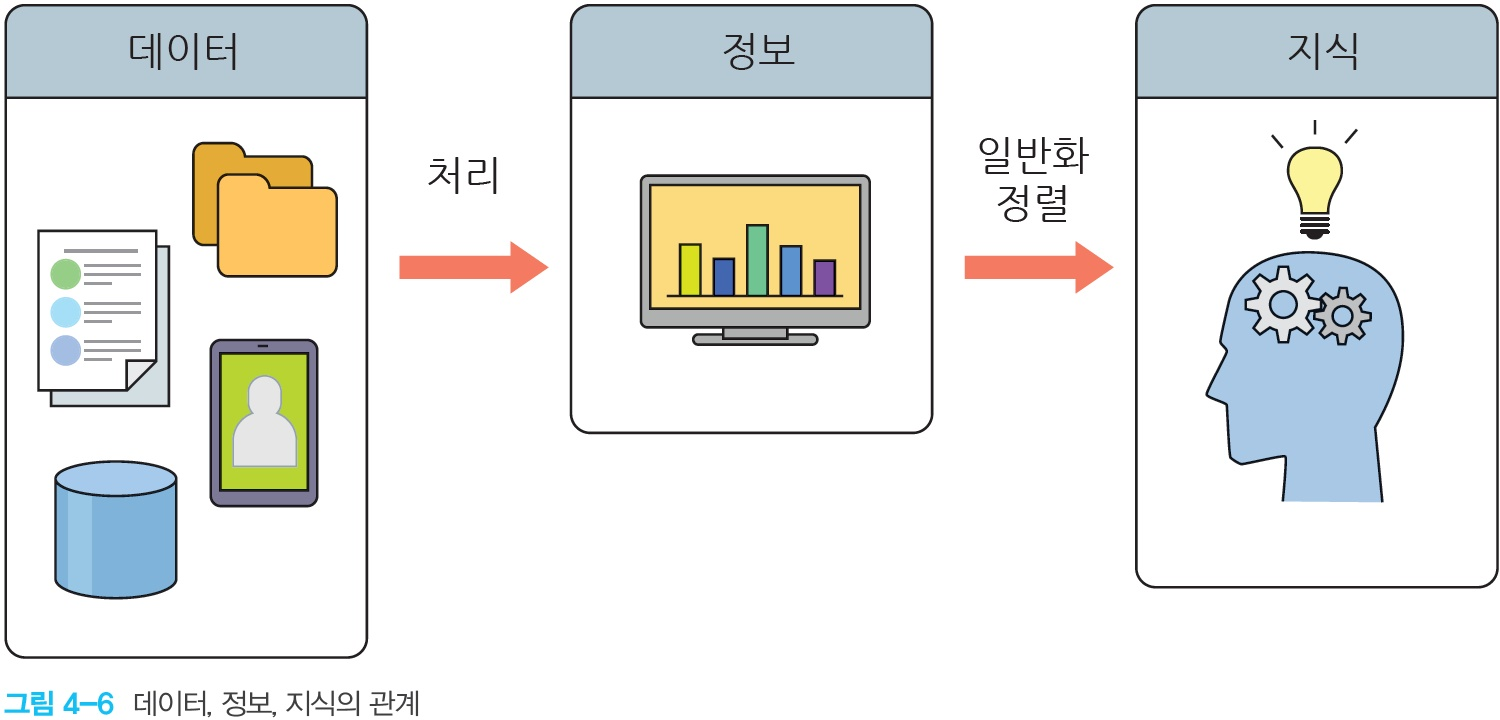 데이터
정보
지식
처리
일반화
정렬
그림 4-6 데이터, 정보, 지식의 관계